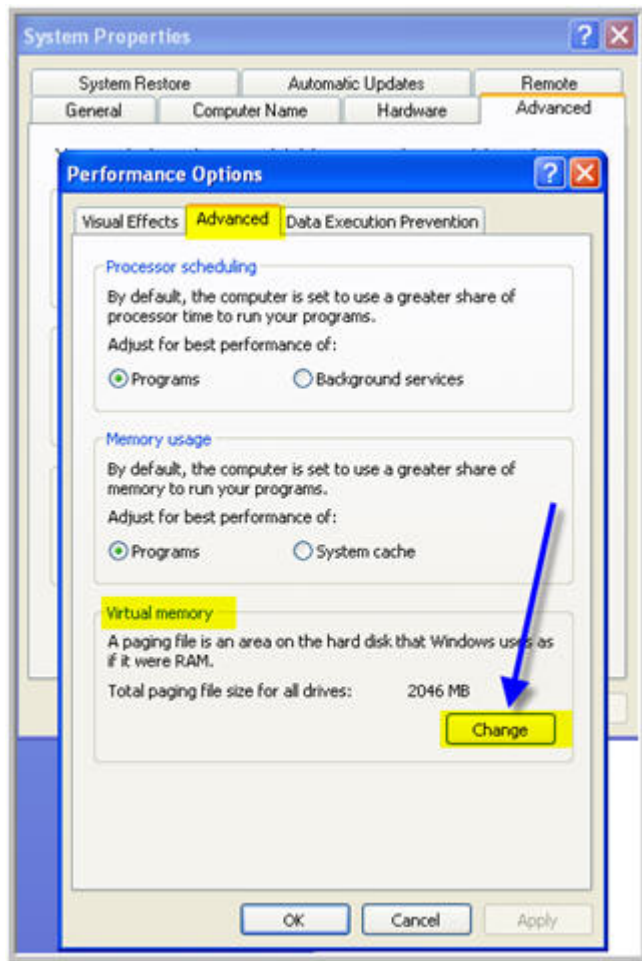 System Properties
System Restore Automatic Updates Remote
General Computer Name Hardware Advanced
Performance Options
Visual Effects Advanced Data Execution Prevention
Processor scheduling
By default, the computer is set to use a greater share of
processor time to run your programs.
Adjust for best performance of:
Programs Background services
Memory usage
By default, the computer is set to use a greater share of
memory to run your programs.
Adjust for best performance of:
Programs System cache
Virtual memory
A paging file is an area on the hard disk that Windows uses as
if it were RAM.
Total paging file size for all drives: 2046 MB
Change
OK Cancel Apply